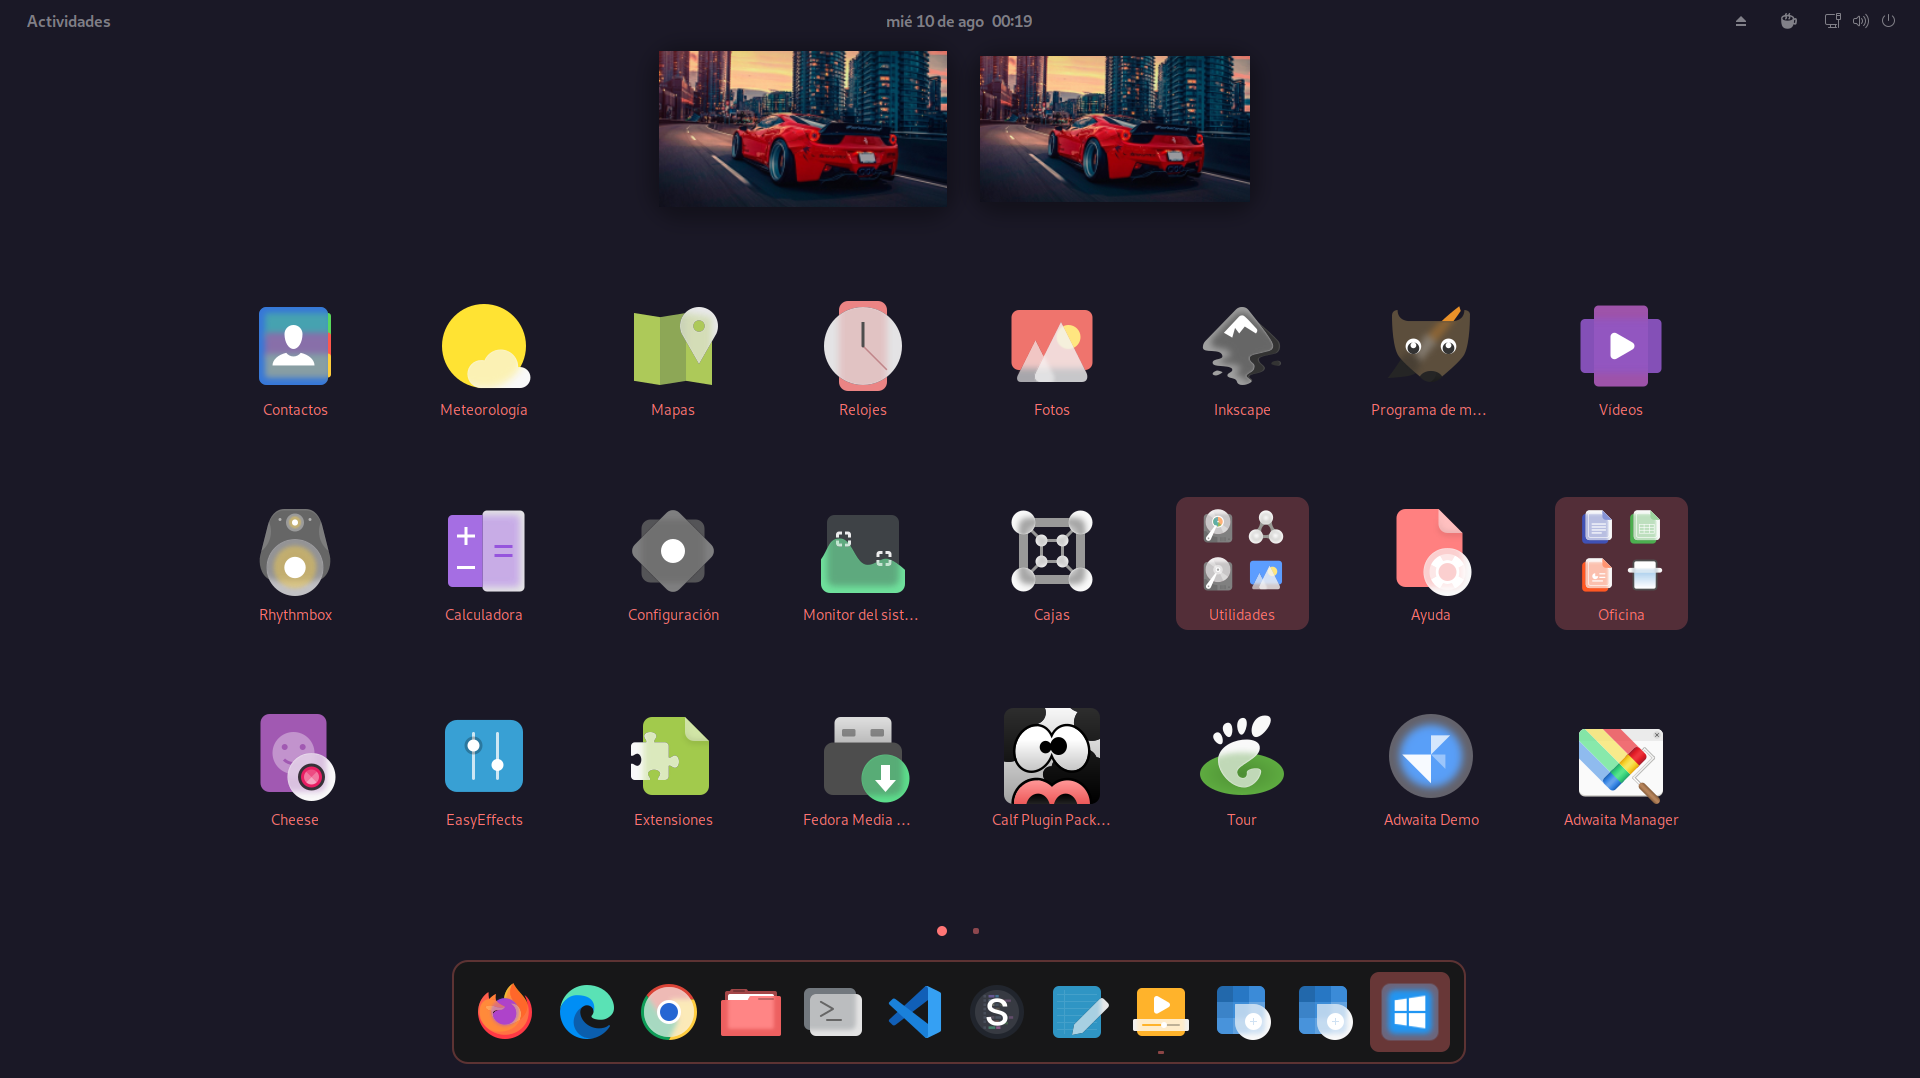 Actividades
mié 10 de ago 00:19
Contactos
Meteorología
Mapas
Relojes
Fotos
Inkscape
Programa de m…
Vídeos
Rhythmbox
Calculadora
Configuración
Monitor del sist…
Cajas
Utilidades
Ayuda
Oficina
Cheese
EasyEffects
Extensiones
Fedora Media …
Calf Plugin Pack…
Tour
Adwaita Demo
Adwaita Manager
S